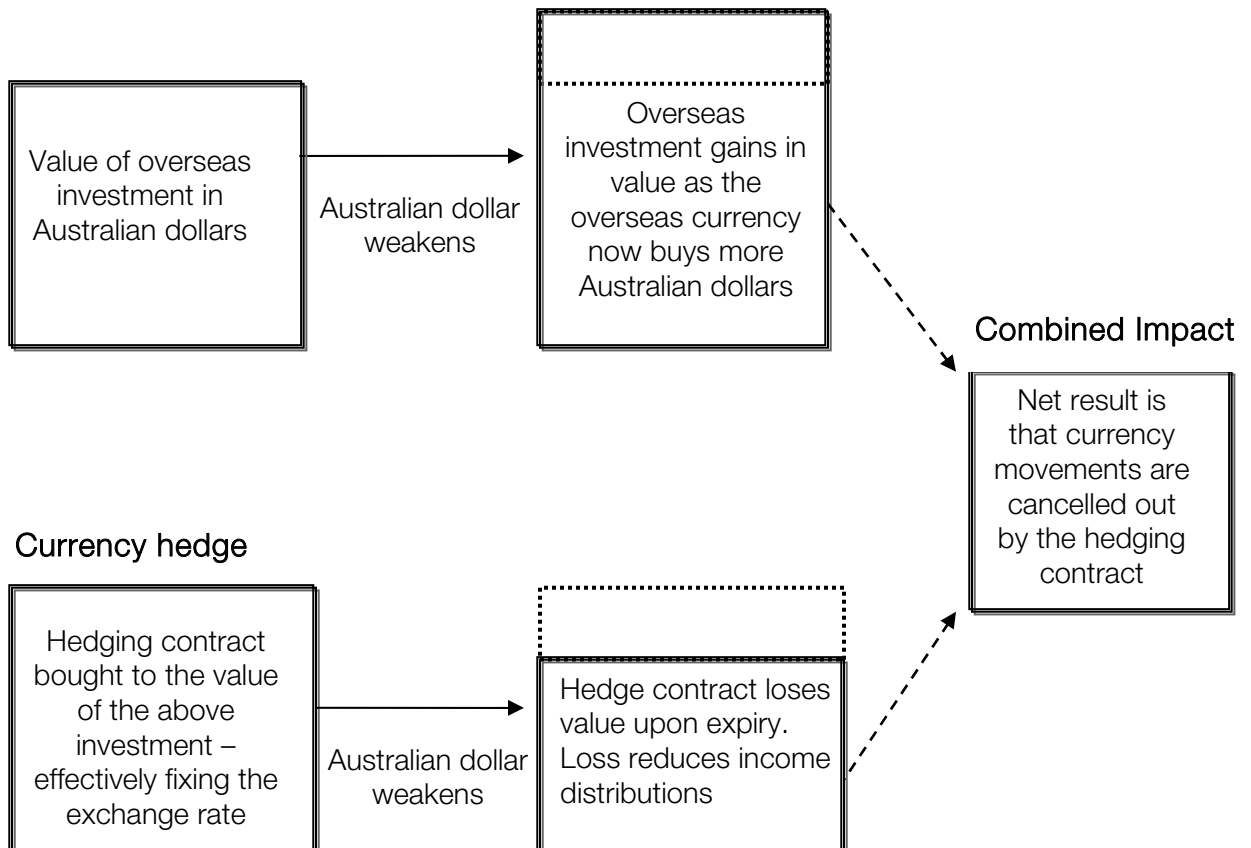 Value of overseas
investment in
Australian dollars
Australian dollar
weakens
Overseas
investment gains in
value as the
overseas currency
now buys more
Australian dollars
Combined Impact
Net result is
that currency
movements are
cancelled out
by the hedging
contract
Currency hedge
Hedging contract
bought to the value
of the above
investment –
effectively fixing the
exchange rate
Australian dollar
weakens
Hedge contract loses
value upon expiry.
Loss reduces income
distributions